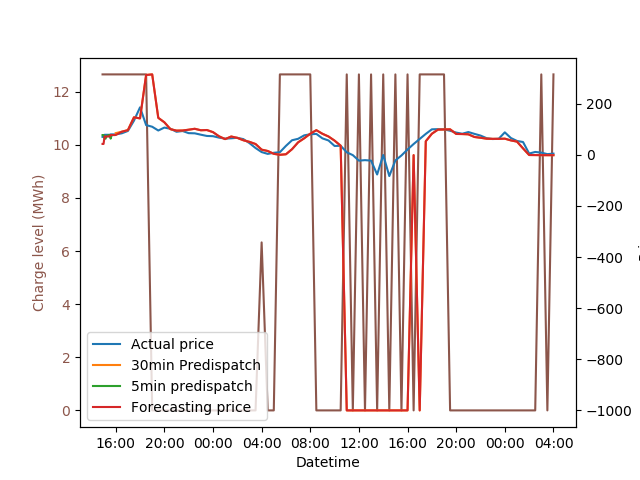 12
10
8
6
4
2
0
Charge level (MWh)
200
0
−200
−400
−600
−800
−1000
Actual price
30min Predispatch
5min predispatch
Forecasting price
16:00 20:00 00:00 04:00 08:00 12:00 16:00 20:00 00:00 04:00
Datetime